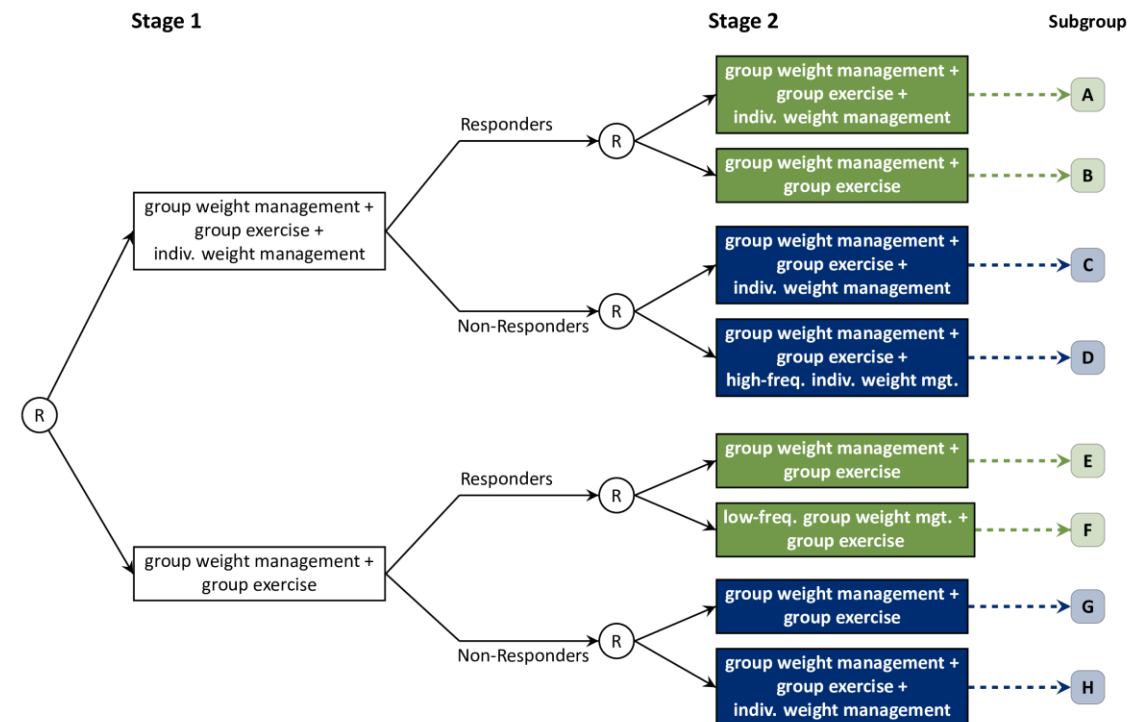 Stage 1
Stage 2
Subgroup
group weight management +
group exercise +
indiv. weight management
A
Responders
R
group weight management +
group exercise
B
group weight management +
group exercise +
indiv. weight management
group weight management +
group exercise +
indiv. weight management
C
Non-Responders
R
group weight management +
group exercise +
high-freq. indiv. weight mgt.
D
R
group weight management +
group exercise
E
Responders
R
low-freq. group weight mgt. +
group exercise
F
group weight management +
group exercise
group weight management +
group exercise
G
Non-Responders
R
group weight management +
group exercise +
indiv. weight management
H